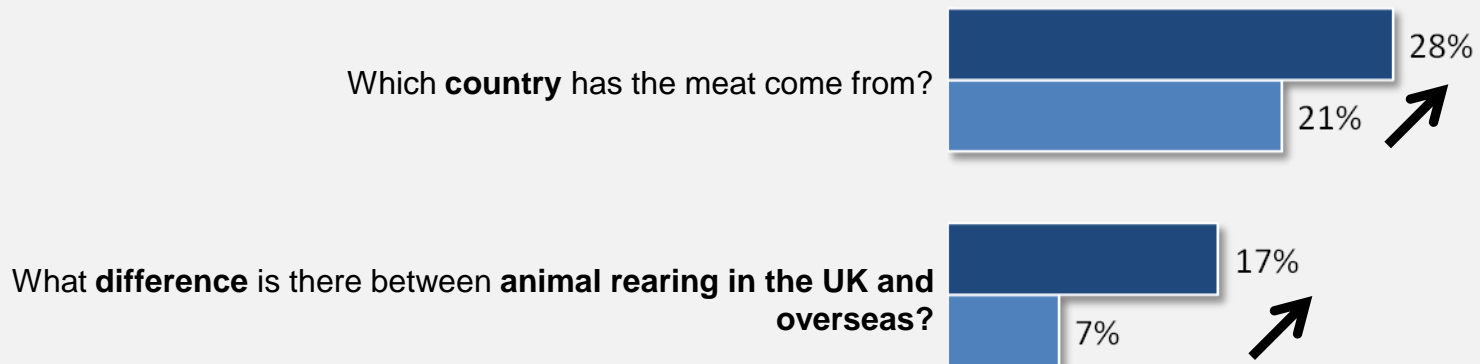 28%
Which country has the meat come from?
21%
17%
What difference is there between animal rearing in the UK and
overseas?
7%